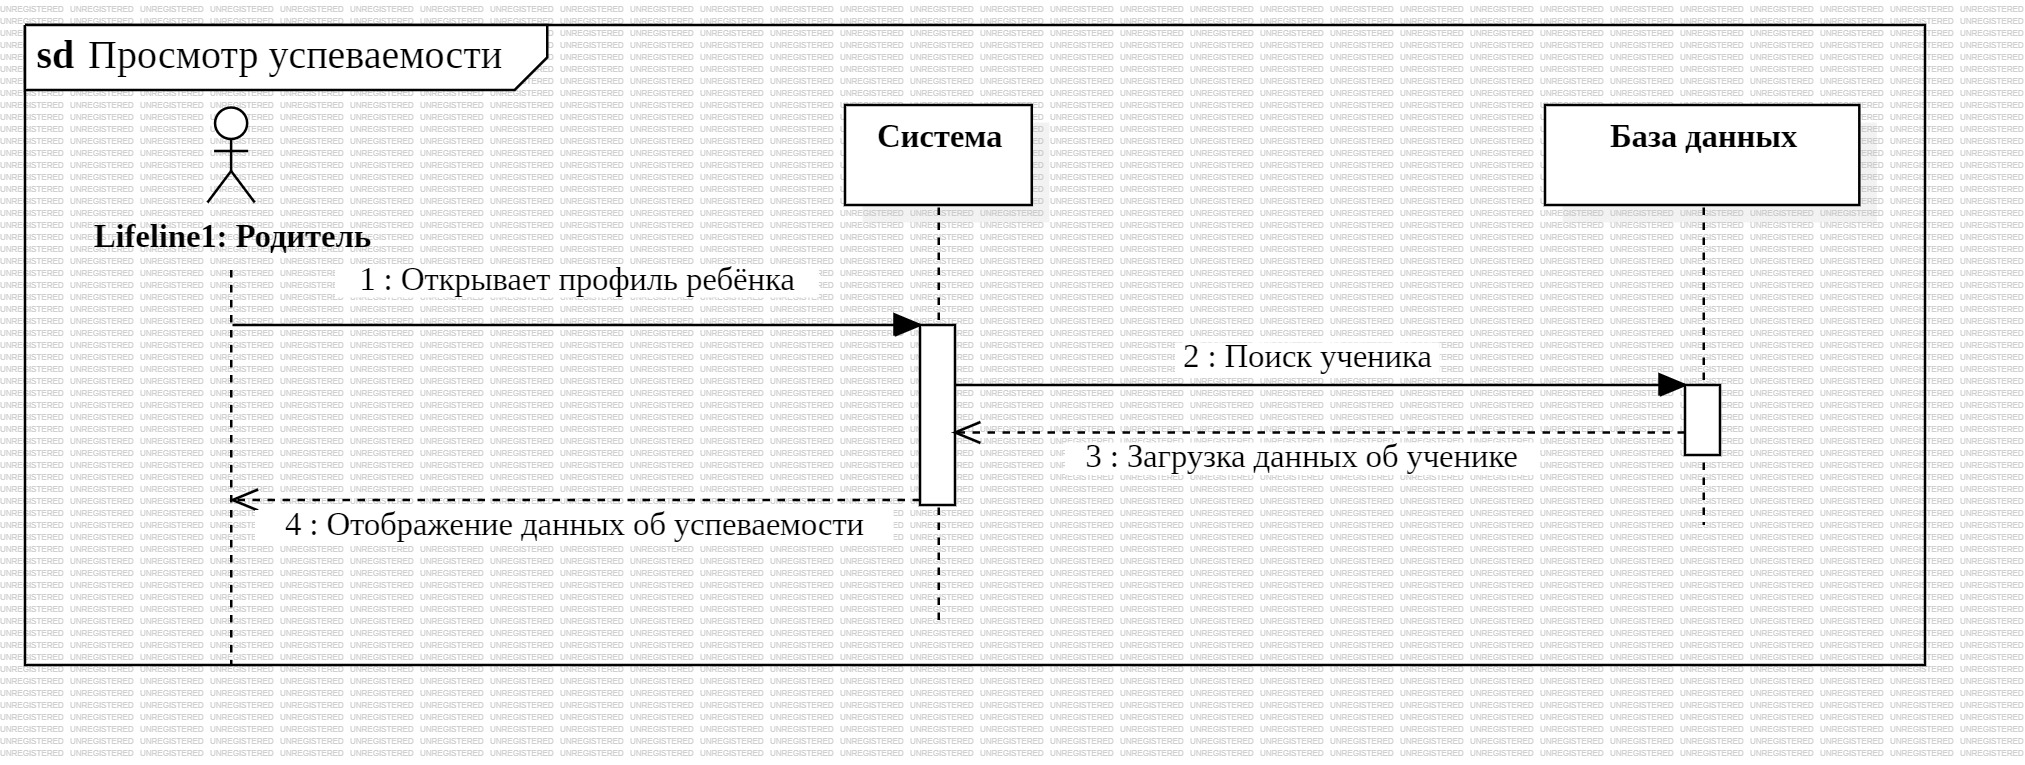 sd Просмотр успеваемости
Система
База данных
Lifeline1: Родитель
1 : Открывает профиль ребёнка
2 : Поиск ученика
3 : Загрузка данных об ученике
4 : Отображение данных об успеваемости
UNREGISTERED